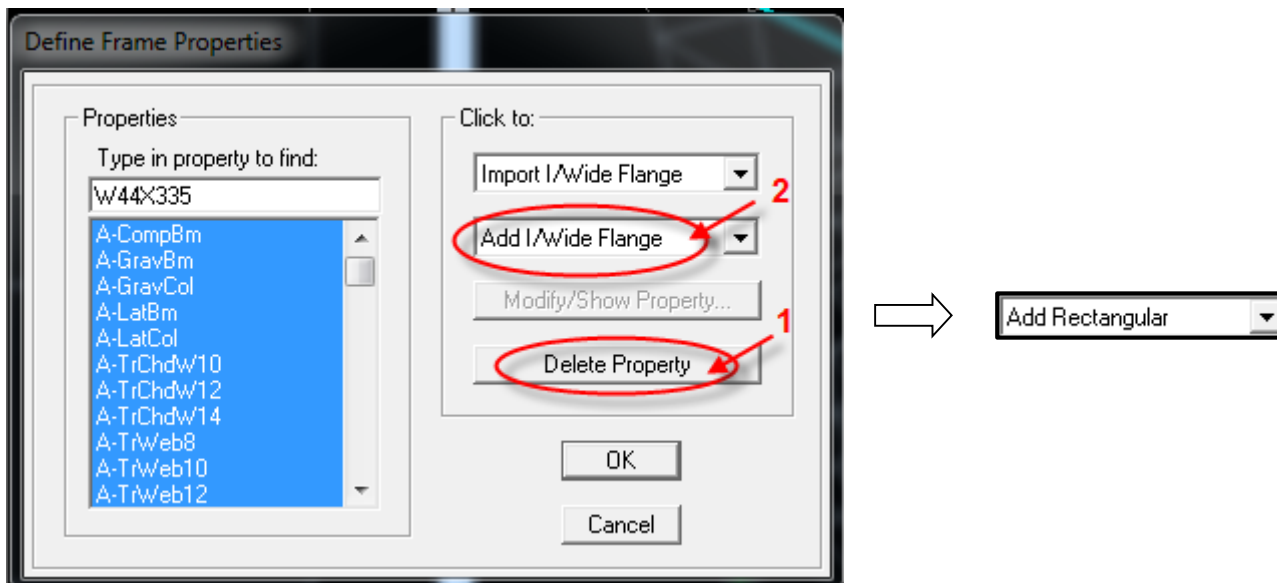 Define Frame Properties
Properties
Type in property to find:
W44X335
A-CompBm
A-GravBm
A-GravCol
A-LatBm
A-LatCol
A-TrChdW10
A-TrChdW12
A-TrChdW14
A-TrWeb8
A-TrWeb10
A-TrWeb12
Click to:
Import I/Wide Flange
2
Add I/Wide Flange
Modify/Show Property...
1
Delete Property
OK
Cancel
Add Rectangular